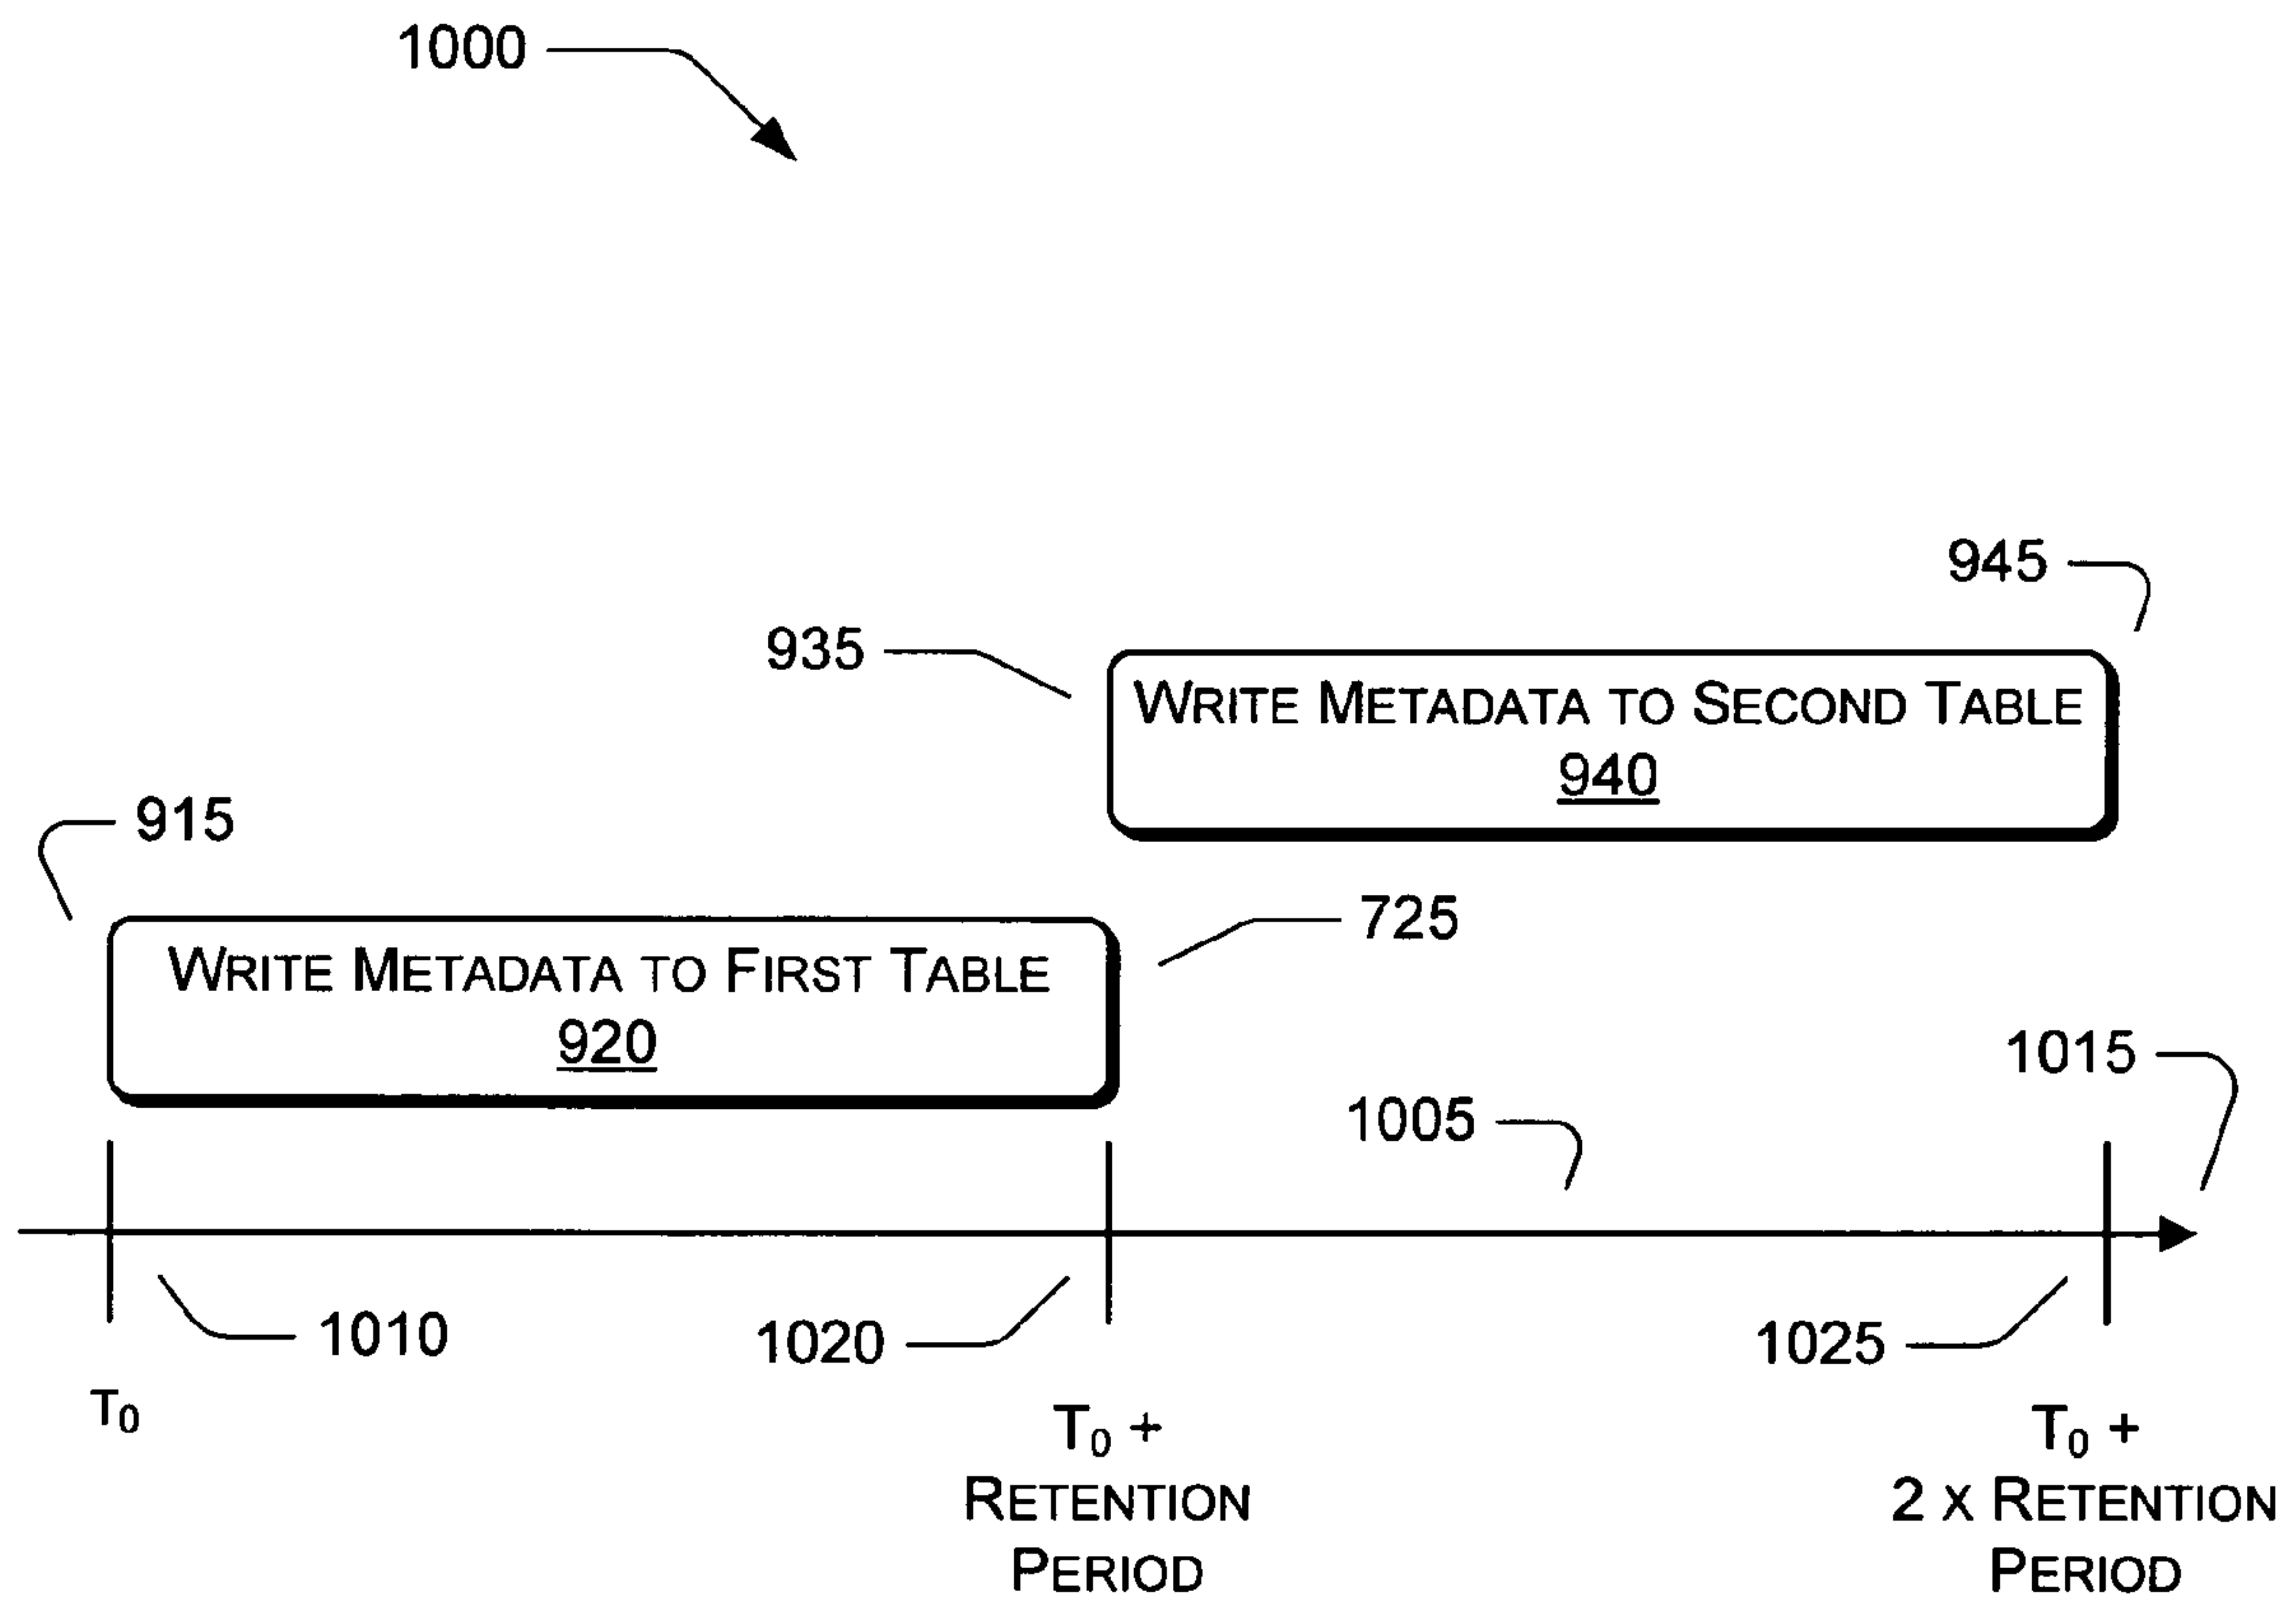 1000
945
935
WRITE METADATA TO SECOND TABLE
940
915
725
WRITE METADATA TO FIRST TABLE
920
1015
1005
1010
1020
1025
T0
T0 +
RETENTION
PERIOD
T0 +
2 X RETENTION
PERIOD